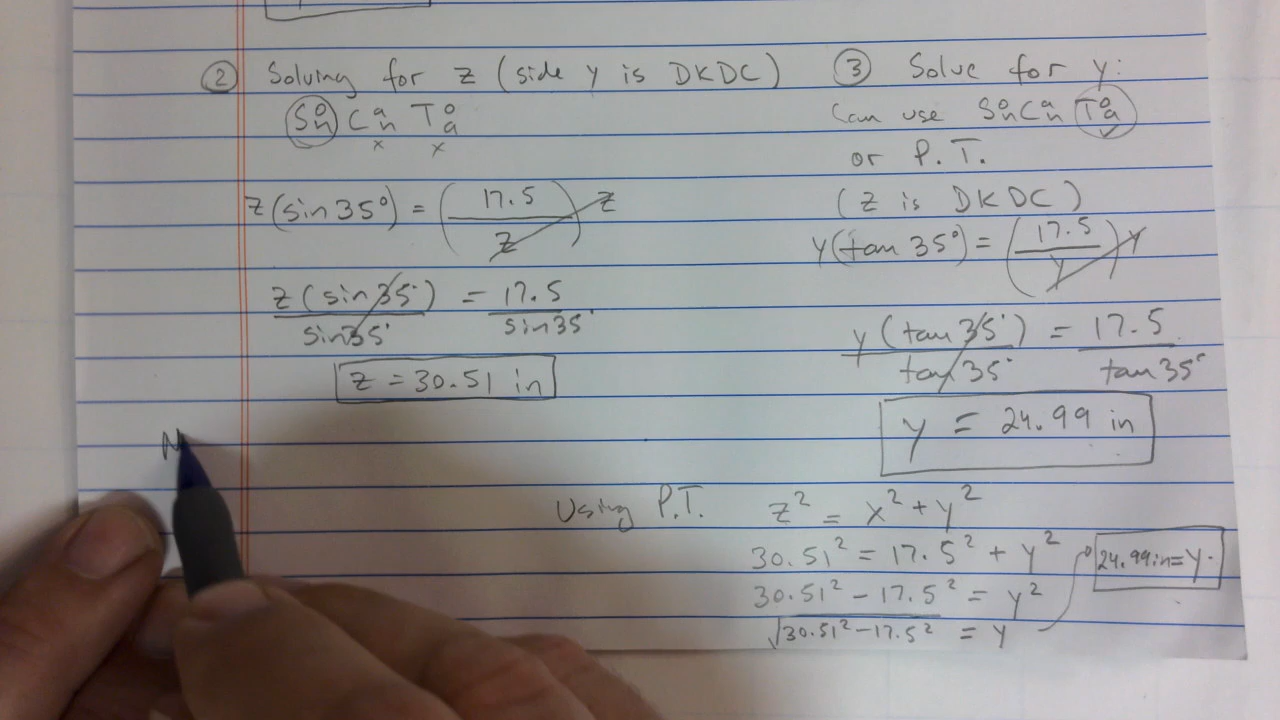 ② Solving for z (side y is DKDC)
Soh Cah Toa
x x
z(sin 35°) = (17.5 / z) z
z(sin 35°) / sin 35° = 17.5 / sin 35°
z = 30.51 in
N
③ Solve for y:
Can use Soh Cah Toa
or P.T.
(z is DKDC)
y(tan 35°) = (17.5 / y) y
y(tan 35°) / tan 35° = 17.5 / tan 35°
y = 24.99 in
Using P.T. z² = x² + y²
30.51² = 17.5² + y²
30.51² - 17.5² = y²
√30.51² - 17.5² = y
24.99 in = y.